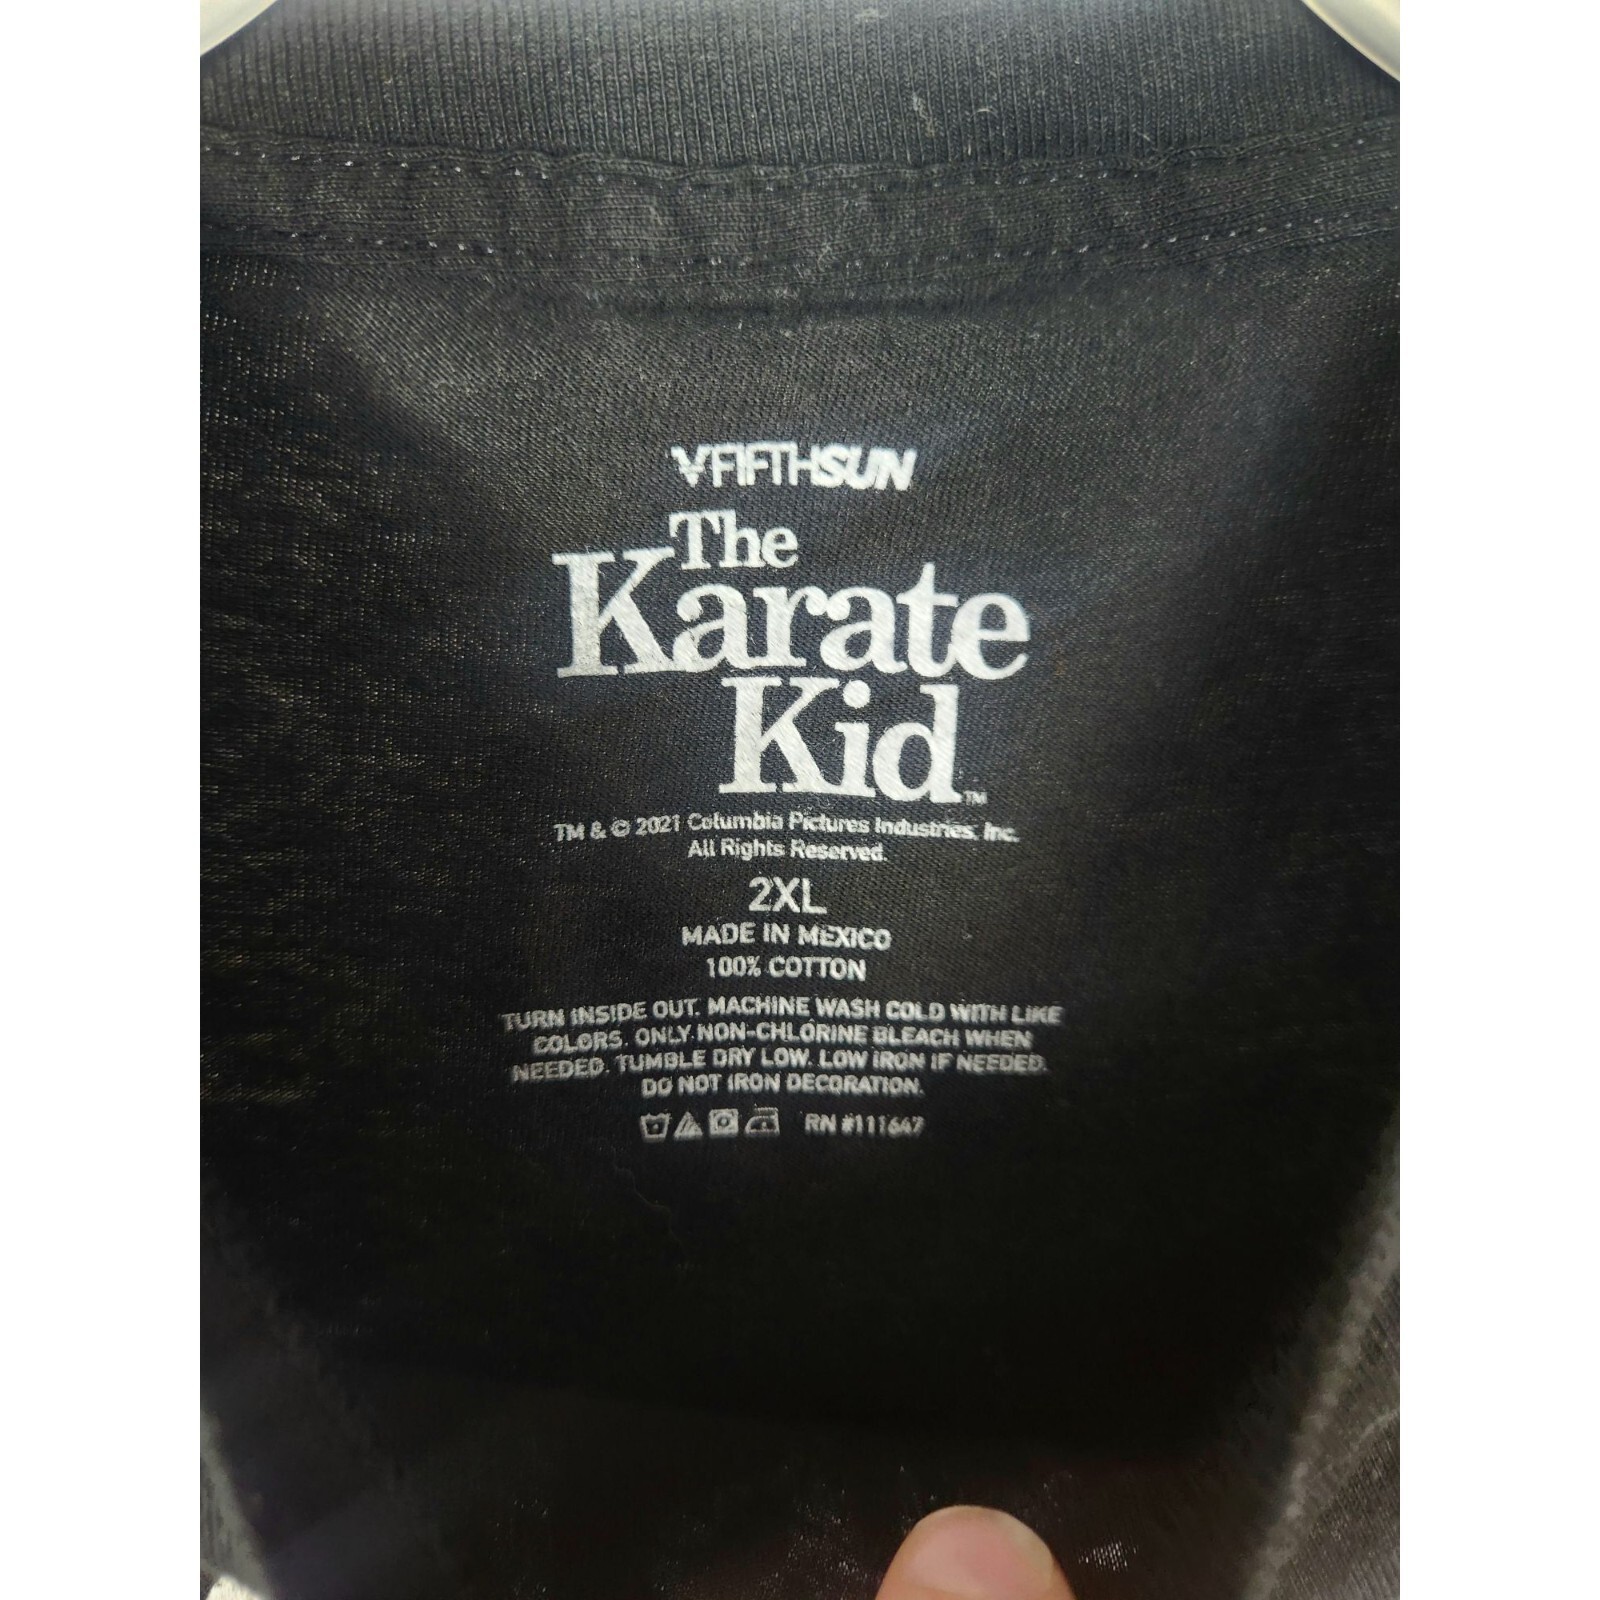 FIFTHSUN
The
Karate
Kid™
TM & © 2021 Columbia Pictures Industries, Inc.
All Rights Reserved.
2XL
MADE IN MEXICO
100% COTTON
TURN INSIDE OUT. MACHINE WASH COLD WITH LIKE
COLORS. ONLY NON-CHLORINE BLEACH WHEN
NEEDED. TUMBLE DRY LOW. LOW IRON IF NEEDED.
DO NOT IRON DECORATION.
RN #111647